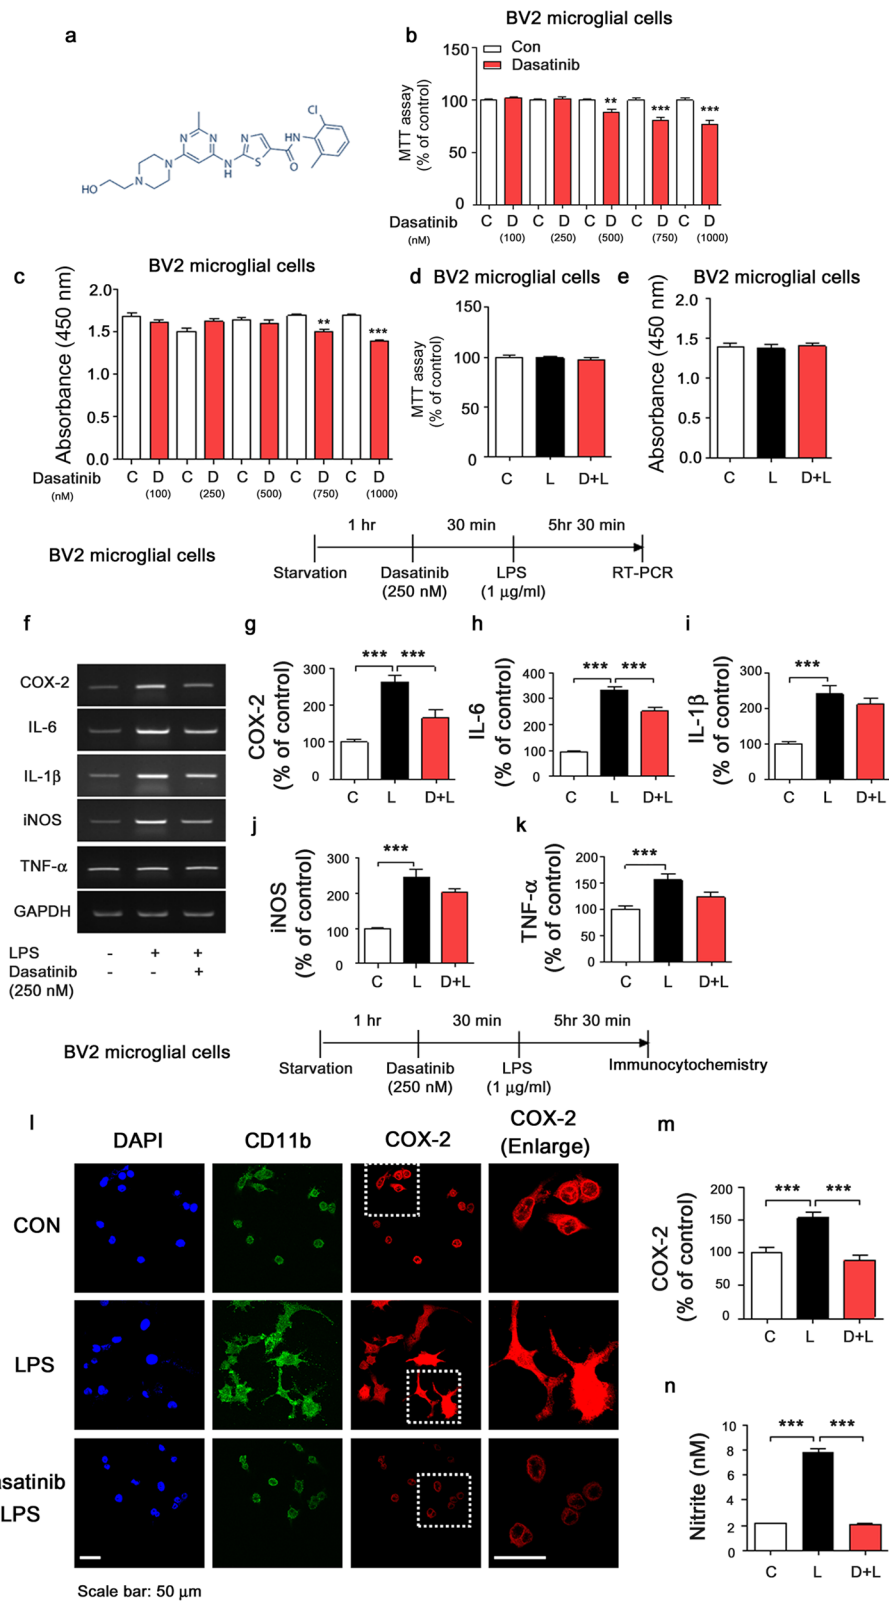 a
HO
N
N
N
N
N
H
N
S
O
HN
Cl
b
BV2 microglial cells
Con
Dasatinib
MTT assay
(% of control)
150
100
50
0
** *** ***
Dasatinib C D C D C D C D C D
(nM) (100) (250) (500) (750) (1000)
c
BV2 microglial cells
Absorbance (450 nm)
2.0
1.5
1.0
0.5
0.0
** ***
Dasatinib C D C D C D C D C D
(nM) (100) (250) (500) (750) (1000)
d
BV2 microglial cells
MTT assay
(% of control)
150
100
50
0
C L D+L
e
BV2 microglial cells
Absorbance (450 nm)
2.0
1.5
1.0
0.5
0.0
C L D+L
BV2 microglial cells
1 hr 30 min 5hr 30 min
Starvation Dasatinib LPS RT-PCR
(250 nM) (1 μg/ml)
f
COX-2
IL-6
IL-1β
iNOS
TNF-α
GAPDH
LPS - + +
Dasatinib - - +
(250 nM)
g
COX-2
(% of control)
300
200
100
0
*** ***
C L D+L
h
IL-6
(% of control)
400
300
200
100
0
*** ***
C L D+L
i
IL-1β
(% of control)
300
200
100
0
***
C L D+L
j
iNOS
(% of control)
300
200
100
0
***
C L D+L
k
TNF-α
(% of control)
200
150
100
50
0
***
C L D+L
BV2 microglial cells
1 hr 30 min 5hr 30 min
Starvation Dasatinib LPS Immunocytochemistry
(250 nM) (1 μg/ml)
l
DAPI CD11b COX-2 COX-2
(Enlarge)
CON
LPS
asatinib
LPS
Scale bar: 50 μm
m
COX-2
(% of control)
200
150
100
50
0
*** ***
C L D+L
n
Nitrite (nM)
10
8
6
4
2
0
*** ***
C L D+L